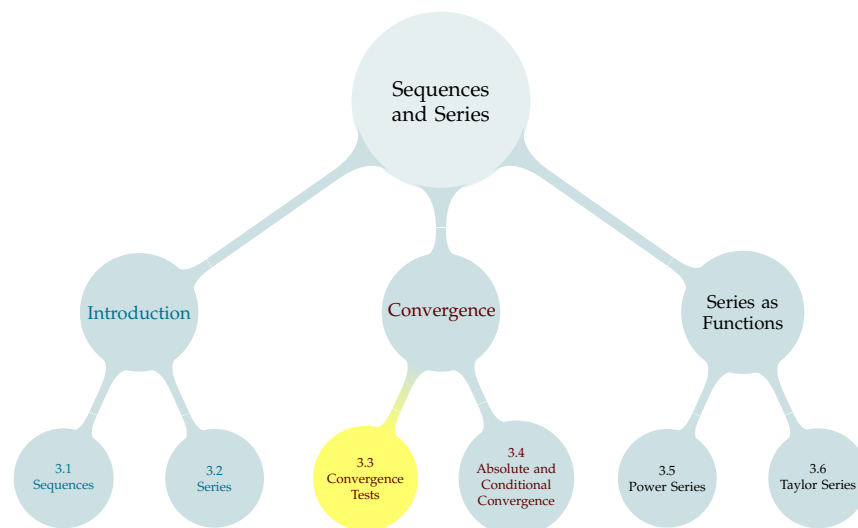 Sequences
and Series
Introduction
Convergence
Series as
Functions
3.1
Sequences
3.2
Series
3.3
Convergence
Tests
3.4
Absolute and
Conditional
Convergence
3.5
Power Series
3.6
Taylor Series